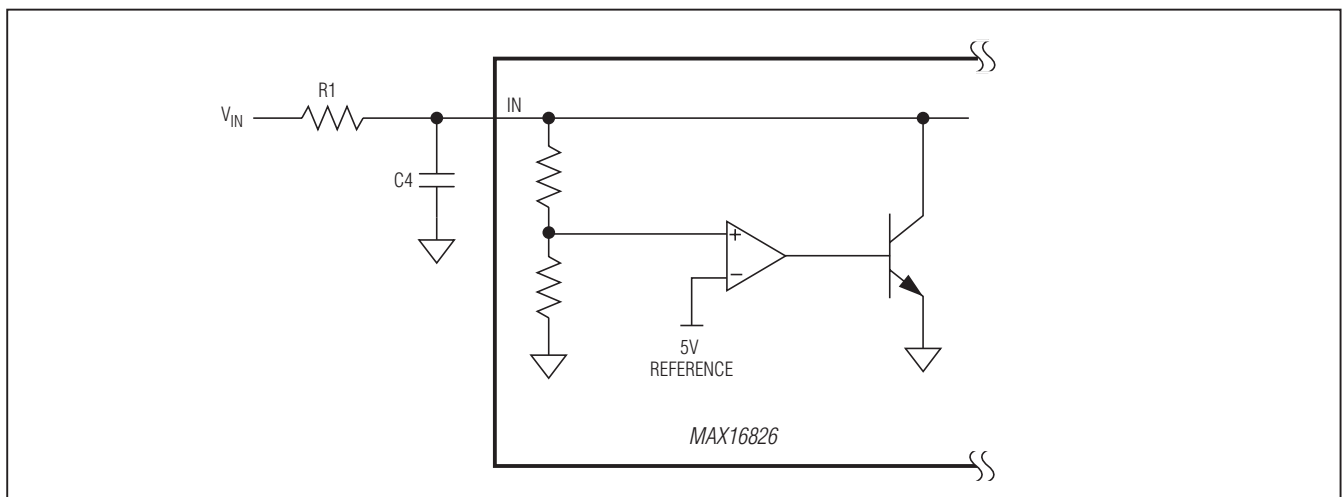 R1
V_IN
IN
C4
+
−
5V
REFERENCE
MAX16826